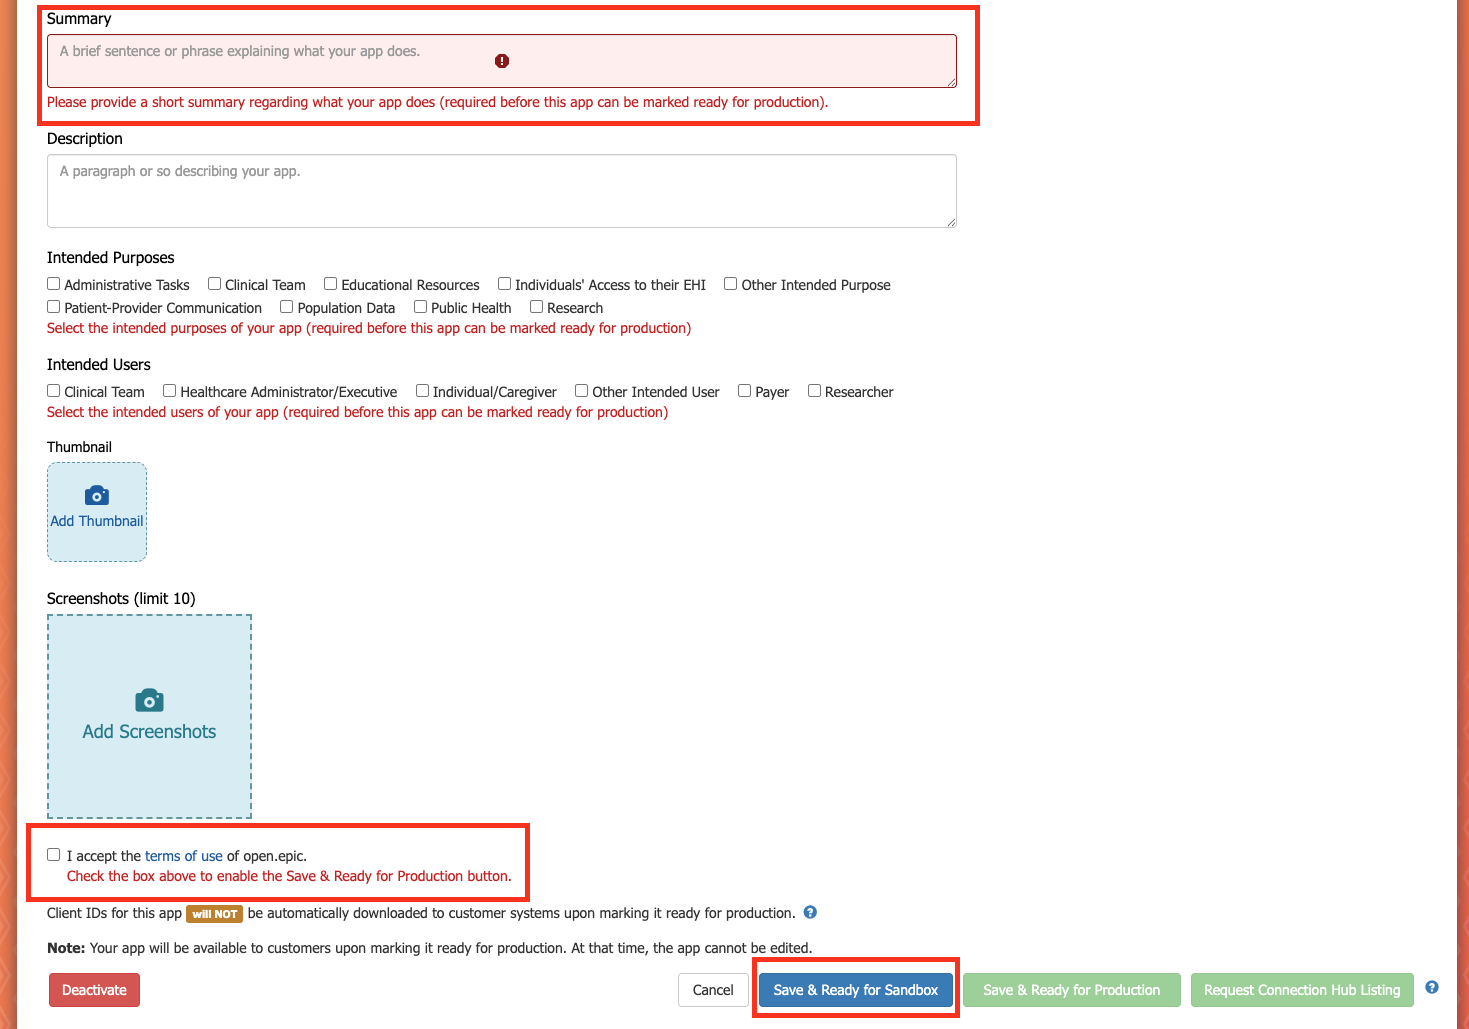 Summary
A brief sentence or phrase explaining what your app does.
Please provide a short summary regarding what your app does (required before this app can be marked ready for production).
Description
A paragraph or so describing your app.
Intended Purposes
Administrative Tasks Clinical Team Educational Resources Individuals' Access to their EHI Other Intended Purpose
Patient-Provider Communication Population Data Public Health Research
Select the intended purposes of your app (required before this app can be marked ready for production)
Intended Users
Clinical Team Healthcare Administrator/Executive Individual/Caregiver Other Intended User Payer Researcher
Select the intended users of your app (required before this app can be marked ready for production)
Thumbnail
Add Thumbnail
Screenshots (limit 10)
Add Screenshots
I accept the terms of use of open.epic.
Check the box above to enable the Save & Ready for Production button.
Client IDs for this app will NOT be automatically downloaded to customer systems upon marking it ready for production. ?
Note: Your app will be available to customers upon marking it ready for production. At that time, the app cannot be edited.
Deactivate Cancel Save & Ready for Sandbox Save & Ready for Production Request Connection Hub Listing ?